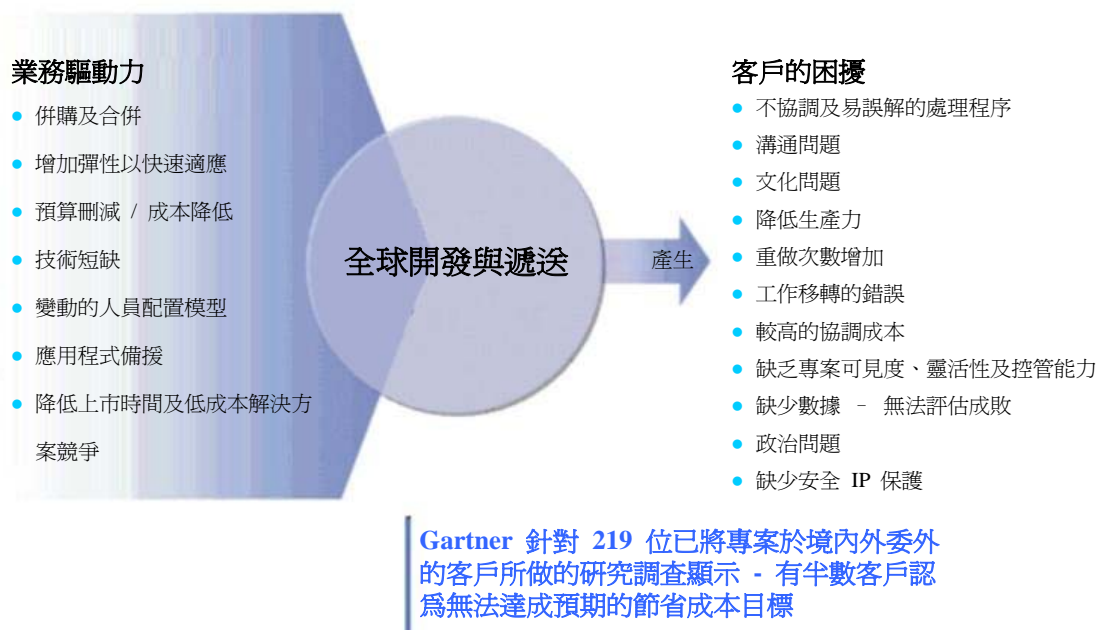 業務驅動力
● 併購及合併
● 增加彈性以快速適應
● 預算刪減 / 成本降低
● 技術短缺
● 變動的人員配置模型
● 應用程式備援
● 降低上市時間及低成本解決方
案競爭
全球開發與遞送
產生
客戶的困擾
● 不協調及易誤解的處理程序
● 溝通問題
● 文化問題
● 降低生產力
● 重做次數增加
● 工作移轉的錯誤
● 較高的協調成本
● 缺乏專案可見度、靈活性及控管能力
● 缺少數據 – 無法評估成敗
● 政治問題
● 缺少安全 IP 保護
Gartner 針對 219 位已將專案於境內外委外
的客戶所做的研究調查顯示 - 有半數客戶認
為無法達成預期的節省成本目標